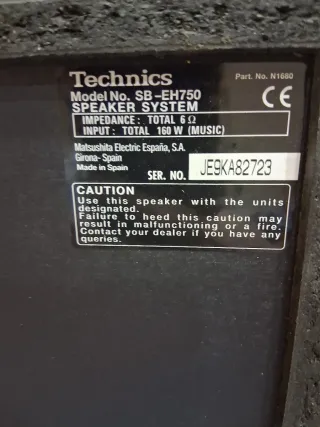 Technics Part. No. N1680
Model No. SB-EH750 CE
SPEAKER SYSTEM
IMPEDANCE: TOTAL 6Ω
INPUT: TOTAL 160 W (MUSIC)
Matsushita Electric España, S.A.
Girona-Spain
Made in Spain
SER. NO. JE9KA82723
CAUTION
Use this speaker with the units
designated.
Failure to heed this caution may
result in malfunctioning or a fire.
Contact your dealer if you have any
queries.